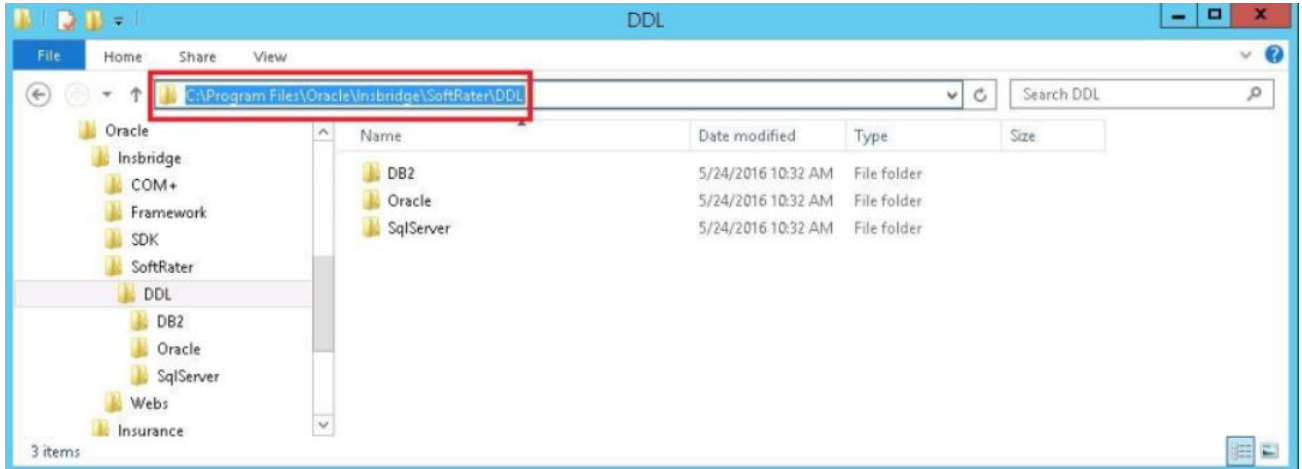 DDL
File Home Share View
C:\Program Files\Oracle\Insbridge\SoftRater\DDL
Search DDL
Oracle
Insbridge
COM+
Framework
SDK
SoftRater
DDL
DB2
Oracle
SqlServer
Webs
Insurance
Name Date modified Type Size
DB2 5/24/2016 10:32 AM File folder
Oracle 5/24/2016 10:32 AM File folder
SqlServer 5/24/2016 10:32 AM File folder
3 items